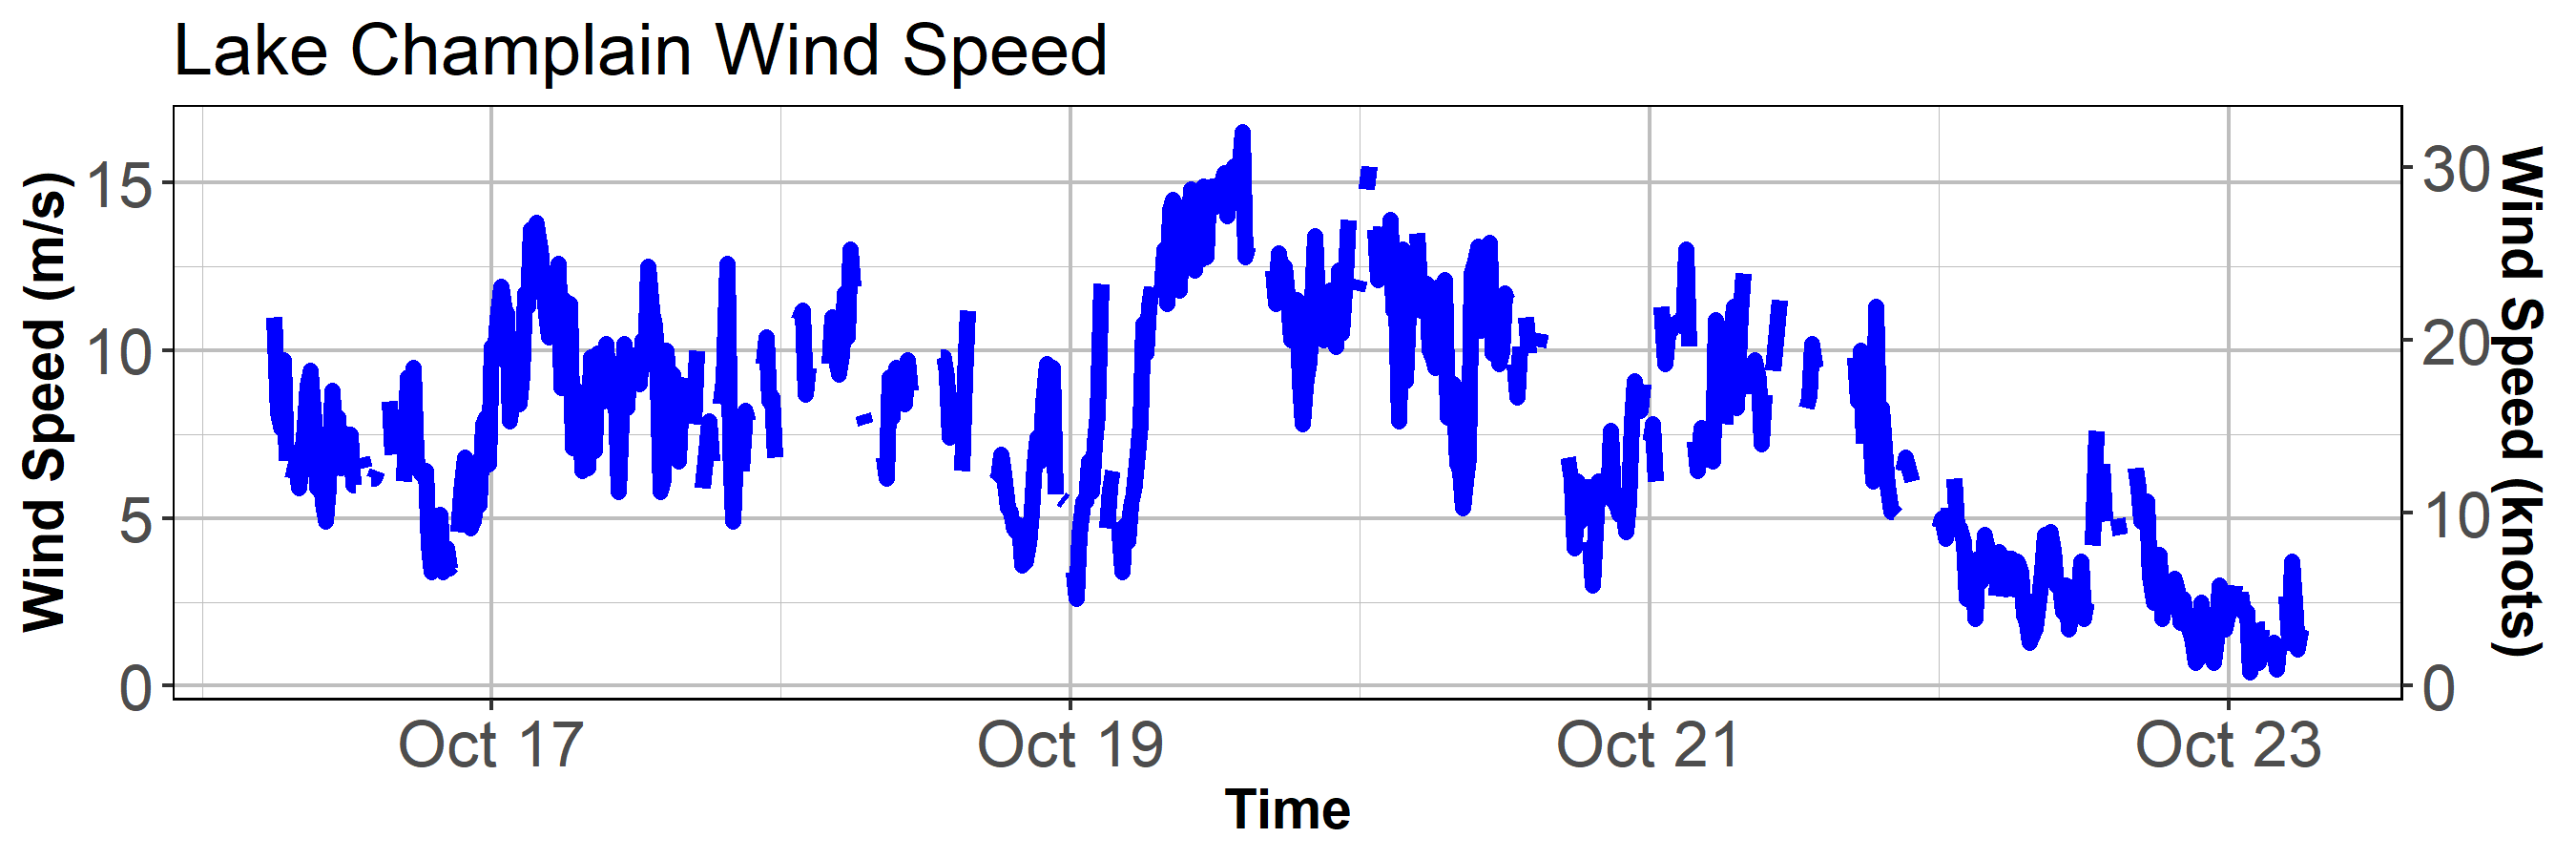 Lake Champlain Wind Speed
Wind Speed (m/s)
15
10
5
0
30
20
10
0
Wind Speed (knots)
Oct 17
Oct 19
Oct 21
Oct 23
Time